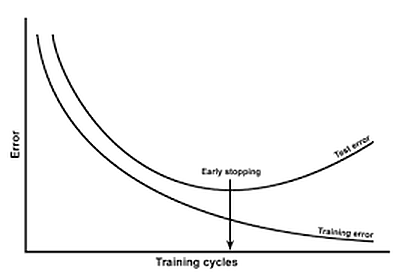 Error
Test error
Early stopping
Training error
Training cycles